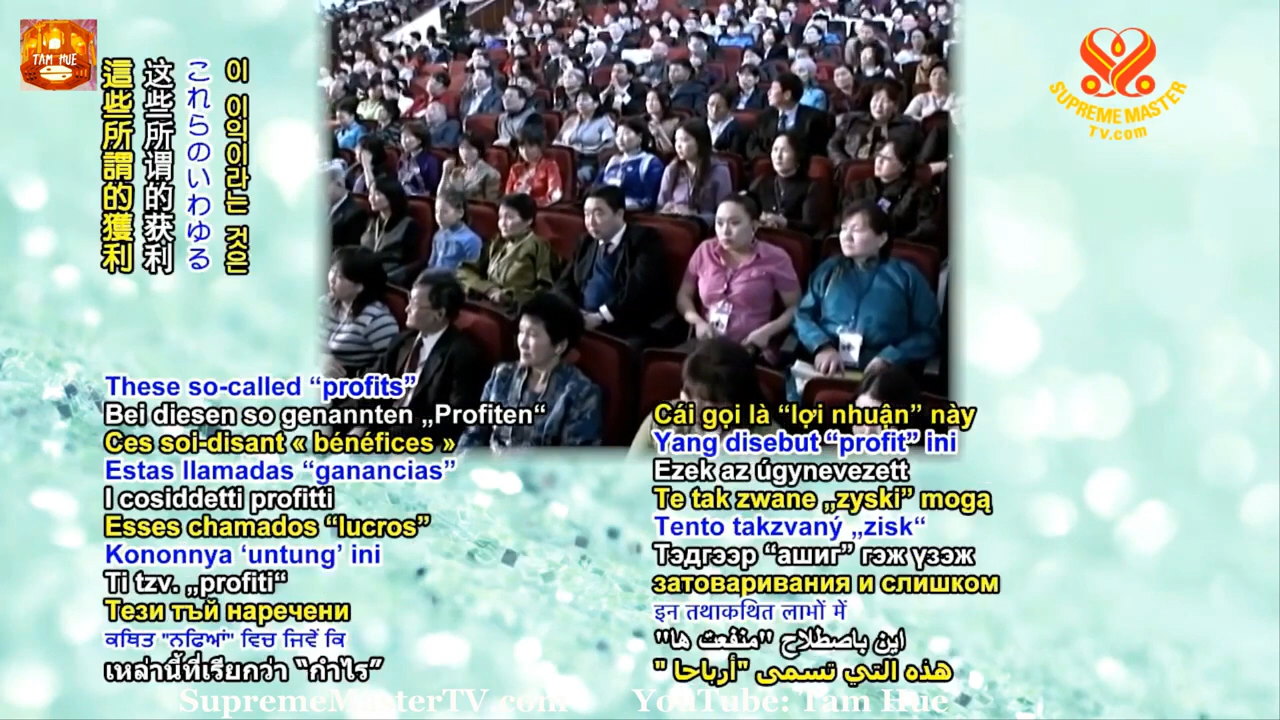 TAM HUE
這些所謂的獲利
这些所谓的获利
これらのいわゆる
이 이의이라는 것은
SUPREME MASTER
TV.com
These so-called “profits”
Bei diesen so genannten „Profiten“
Ces soi-disant « bénéfices »
Estas llamadas “ganancias”
I cosiddetti profitti
Esses chamados “lucros”
Kononnya ‘untung’ ini
Ti tzv. „profiti“
Тези тъй наречени
ਕਥਿਤ "ਨਫਿਆਂ" ਵਿਚ ਜਿਵੇਂ ਕਿ
เหล่านี้ที่เรียกว่า “กำไร”
Cái gọi là “lợi nhuận” này
Yang disebut “profit” ini
Ezek az úgynevezett
Te tak zwane „zyski” mogą
Tento takzvaný „zisk“
Тэдгээр “ашиг” гэж үзэж
затоваривания и слишком
इन तथाकथित लाभों में
این باصطلاح "منفعت ها"
هذه التي تسمى "أرباحا "
SupremeMasterTV.com YouTube: Tam Hue